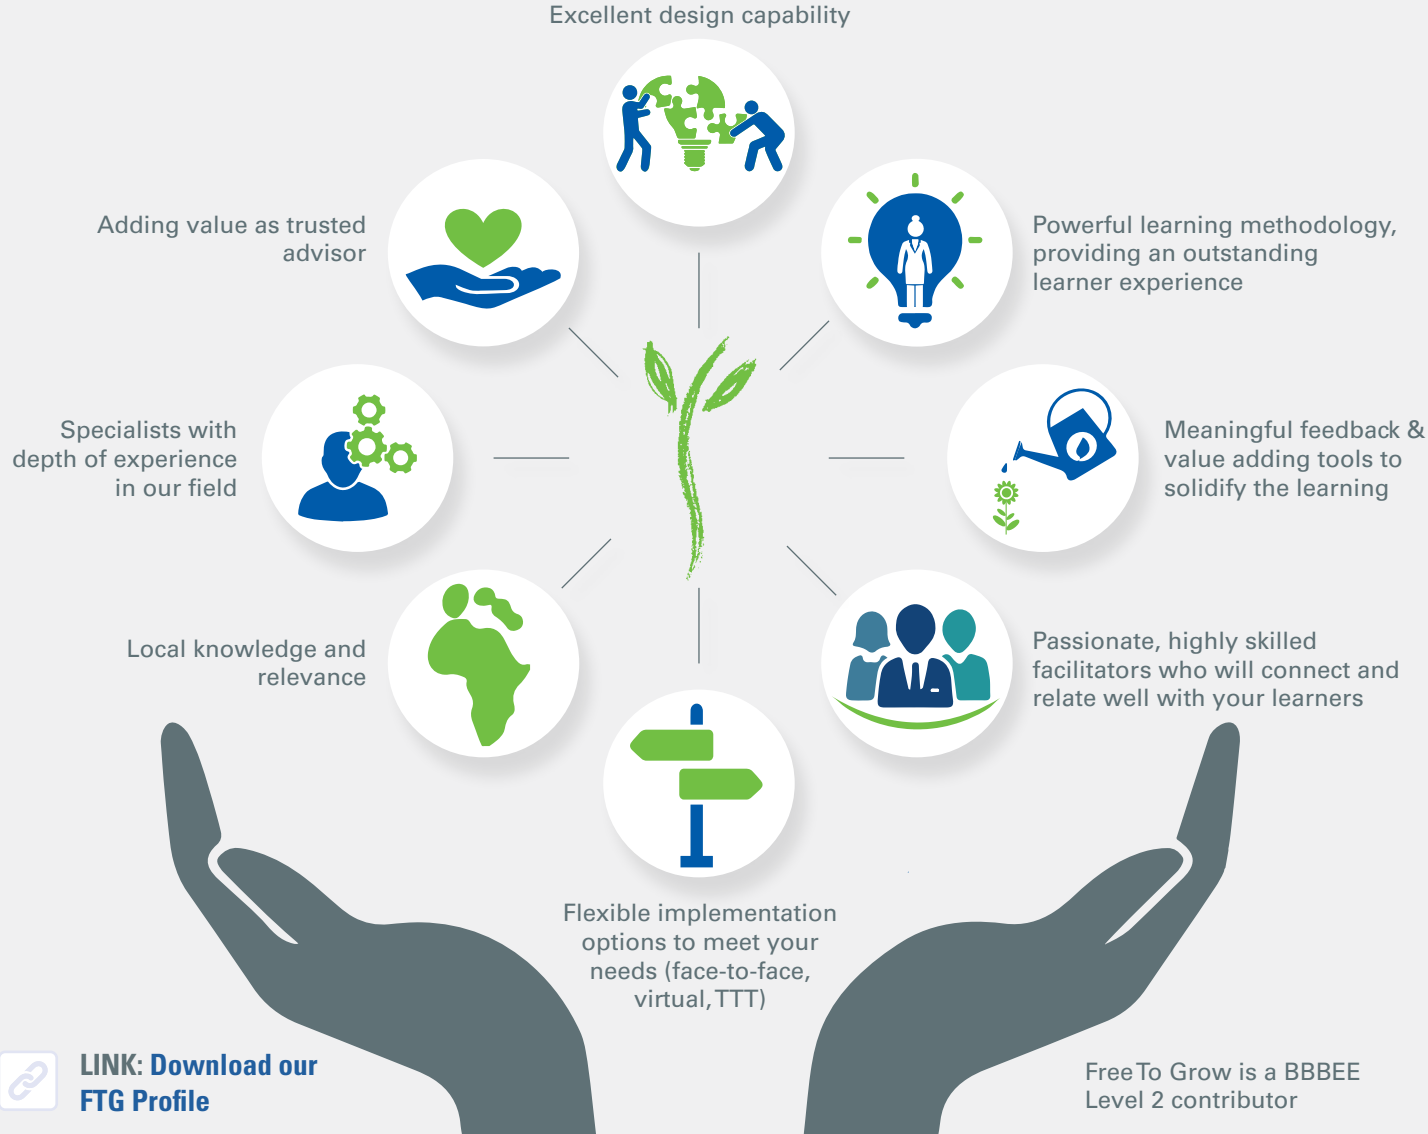 Excellent design capability
Adding value as trusted
advisor
Powerful learning methodology,
providing an outstanding
learner experience
Specialists with
depth of experience
in our field
Meaningful feedback &
value adding tools to
solidify the learning
Local knowledge and
relevance
Passionate, highly skilled
facilitators who will connect and
relate well with your learners
Flexible implementation
options to meet your
needs (face-to-face,
virtual, TTT)
LINK: Download our
FTG Profile
Free To Grow is a BBBEE
Level 2 contributor